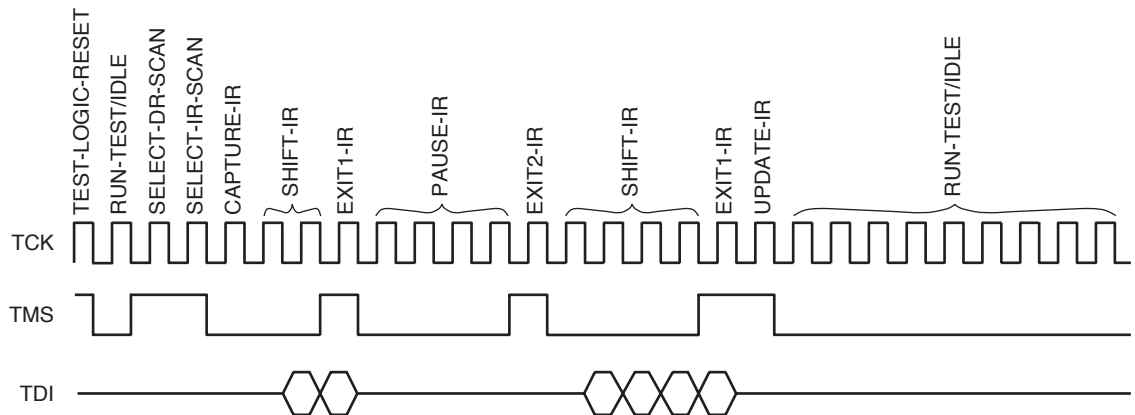 TEST-LOGIC-RESET
RUN-TEST/IDLE
SELECT-DR-SCAN
SELECT-IR-SCAN
CAPTURE-IR
SHIFT-IR
EXIT1-IR
PAUSE-IR
EXIT2-IR
SHIFT-IR
EXIT1-IR
UPDATE-IR
RUN-TEST/IDLE
TCK
TMS
TDI